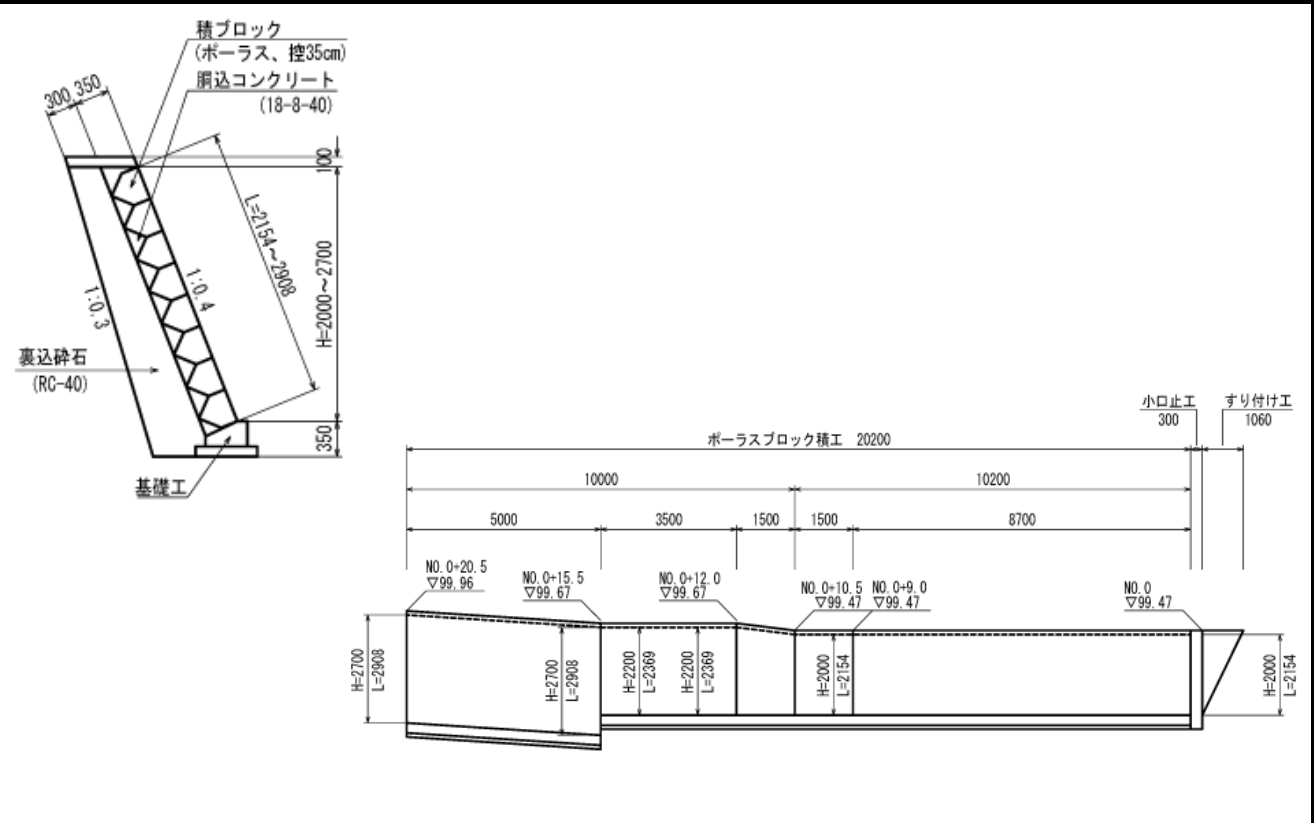 積ブロック
(ポーラス、控35cm)
胴込コンクリート
(18-8-40)
300 350
100
L=2154～2908
H=2000～2700
1:0.4
1:0.3
裏込砕石
(RC-40)
350
基礎工
小口止工
300
すり付け工
1060
ポーラスブロック積工 20200
10000
10200
5000
3500
1500
1500
8700
NO.0+20.5
▽99.96
NO.0+15.5
▽99.67
NO.0+12.0
▽99.67
NO.0+10.5
▽99.47
NO.0+9.0
▽99.47
NO.0
▽99.47
H=2700
L=2908
H=2700
L=2908
H=2200
L=2369
H=2200
L=2369
H=2000
L=2154
H=2000
L=2154